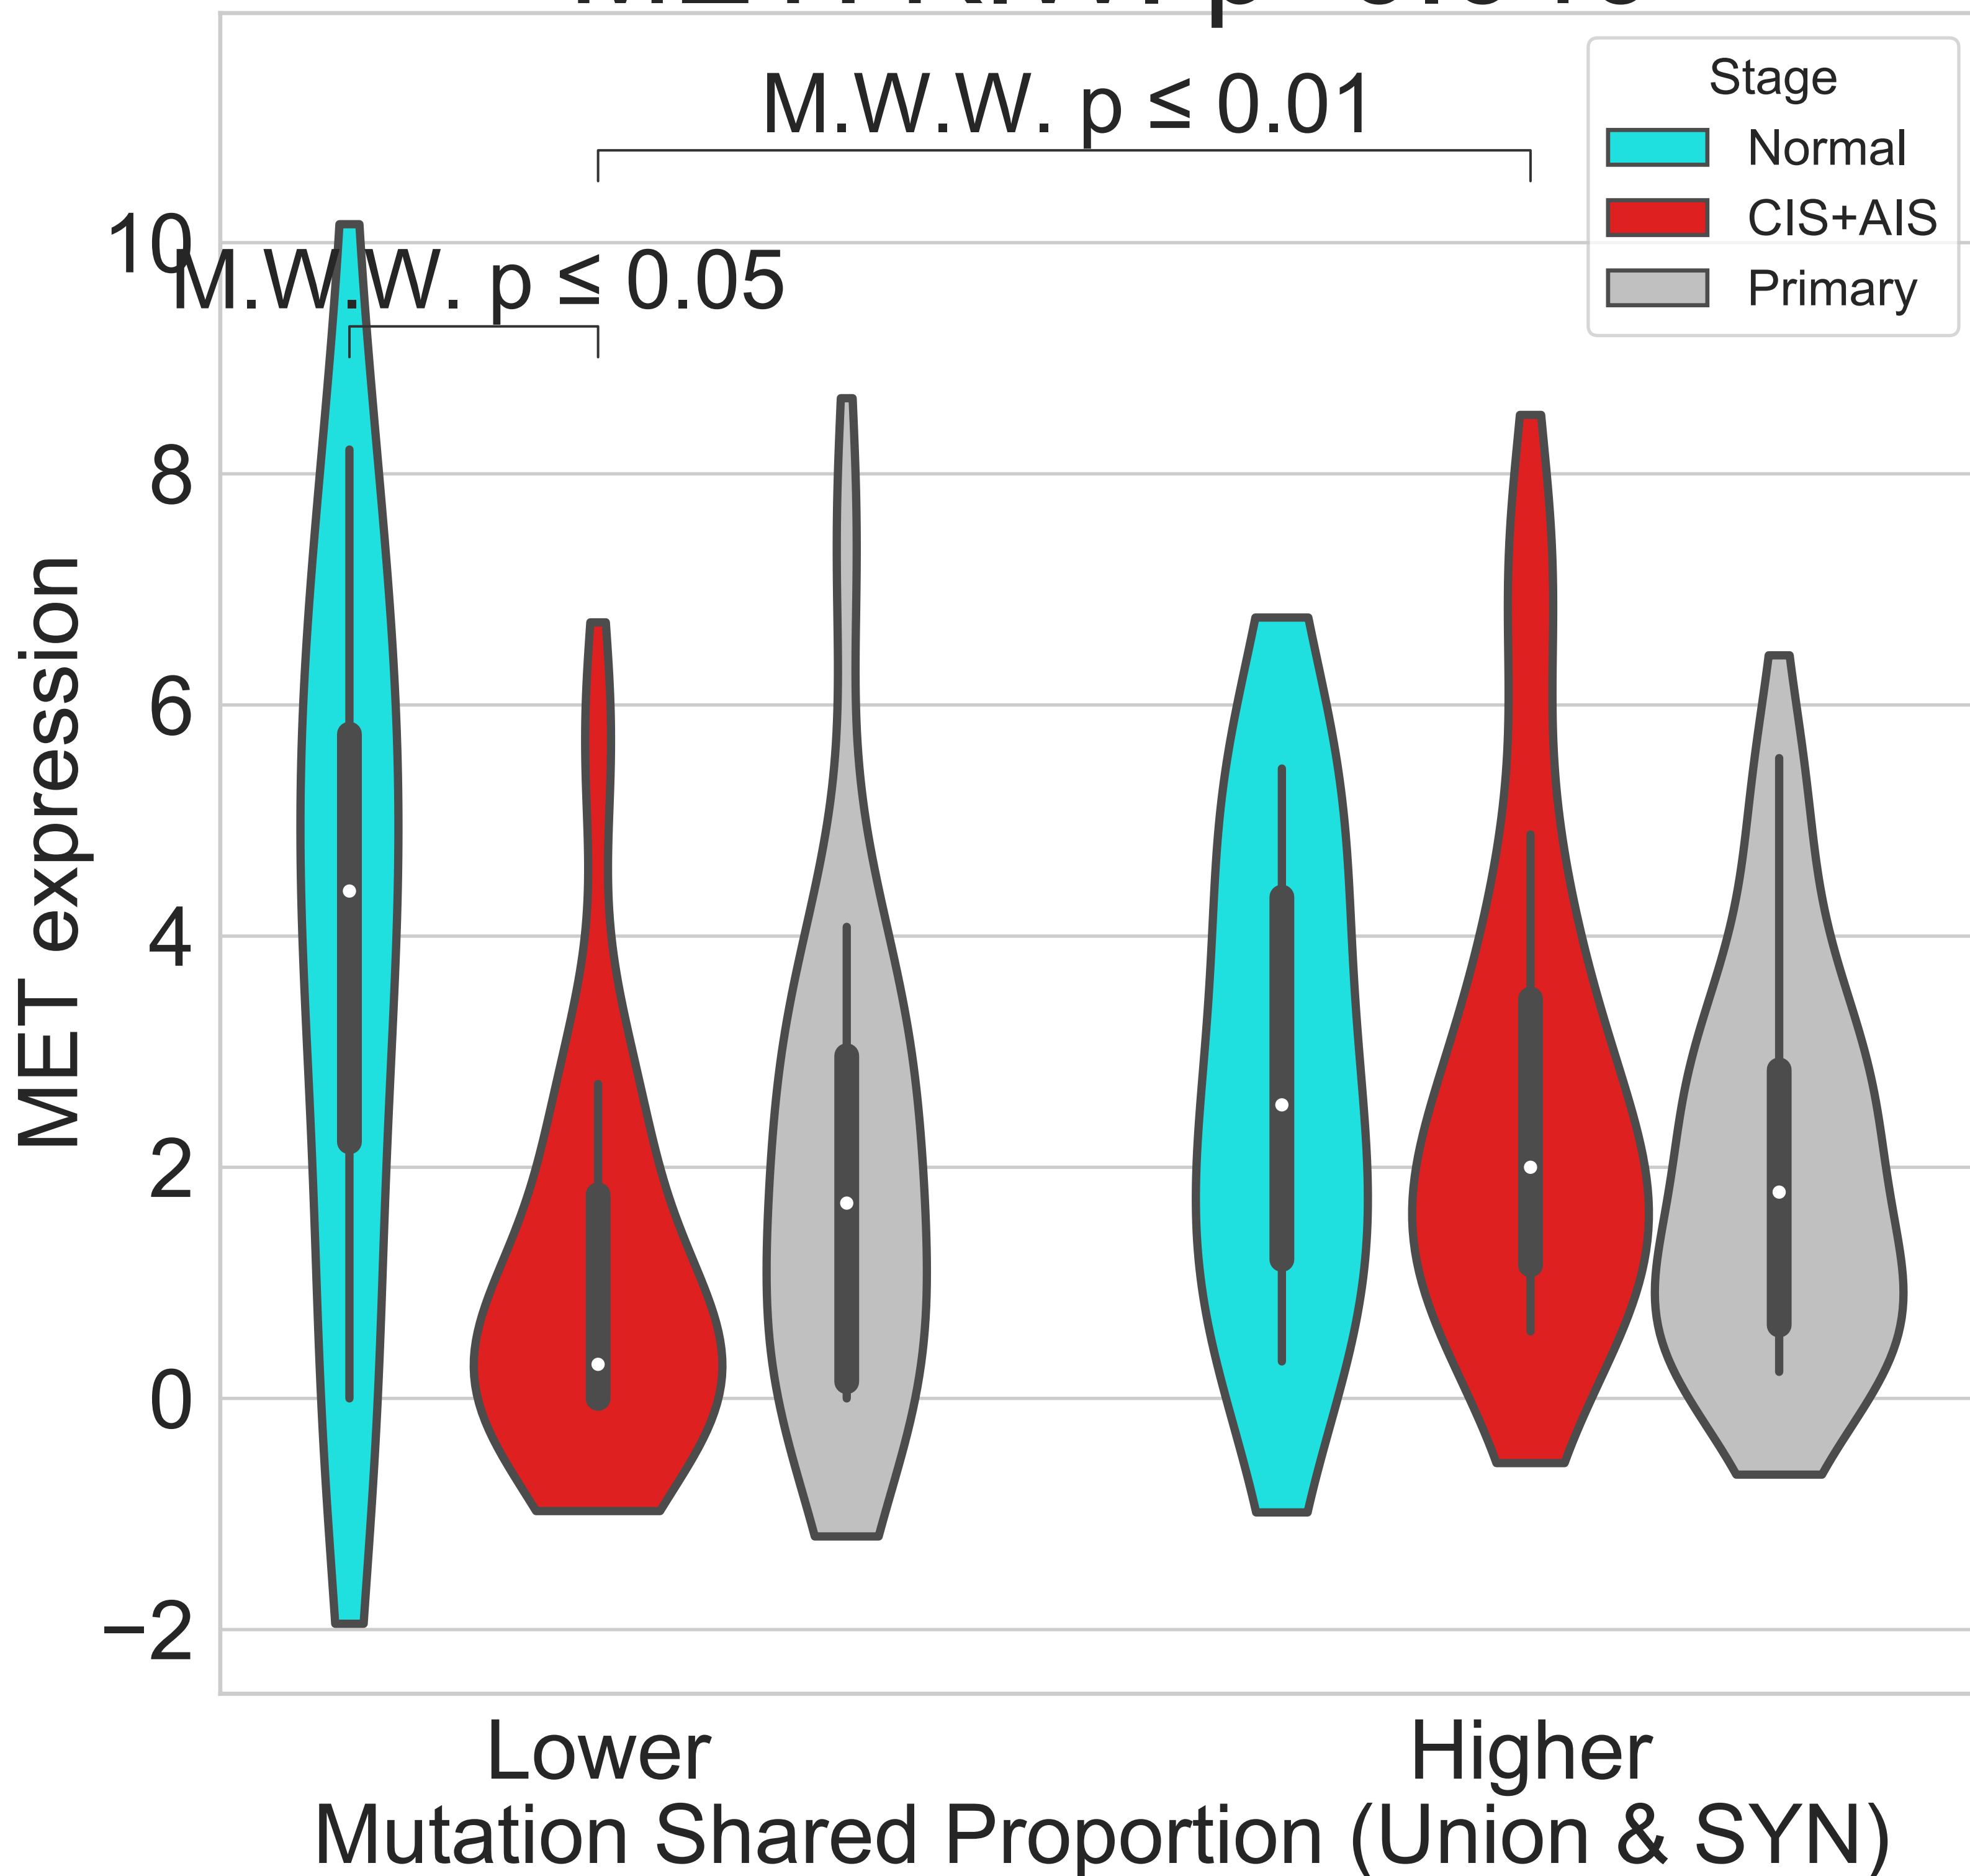 M.W.W. p ≤ 0.01
Stage
Normal
CIS+AIS
Primary
M.W.W. p ≤ 0.05
10
8
6
4
2
0
−2
MET expression
Lower
Higher
Mutation Shared Proportion (Union & SYN)